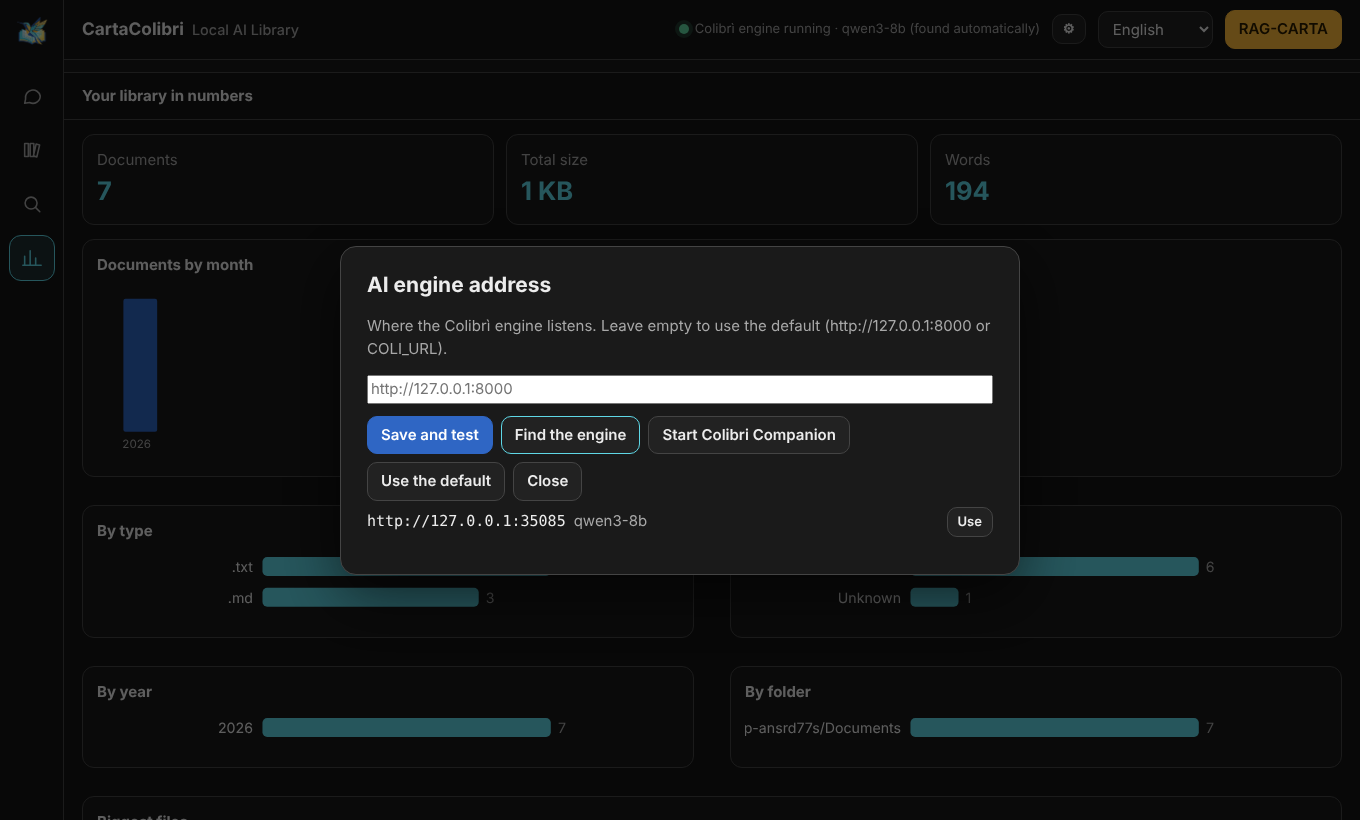 CartaColibrì Local AI Library
Colibrì engine running · qwen3-8b (found automatically)
⚙
English
RAG-CARTA
Your library in numbers
Documents
7
Total size
1 KB
Words
194
Documents by month
2026
AI engine address
Where the Colibrì engine listens. Leave empty to use the default (http://127.0.0.1:8000 or
COLI_URL).
http://127.0.0.1:8000
Save and test
Find the engine
Start Colibri Companion
Use the default
Close
http://127.0.0.1:35085 qwen3-8b
Use
By type
.txt
.md 3
6
Unknown 1
By year
2026 7
By folder
p-ansrd77s/Documents 7
Biggest files